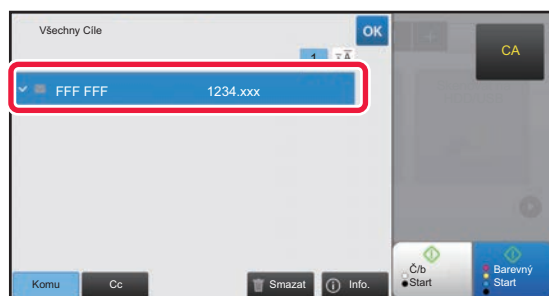 Všechny Cíle
OK
1
CA
FFF FFF 1234.xxx
Komu
Cc
Smazat
Info.
Č/b
Start
Barevný
Start